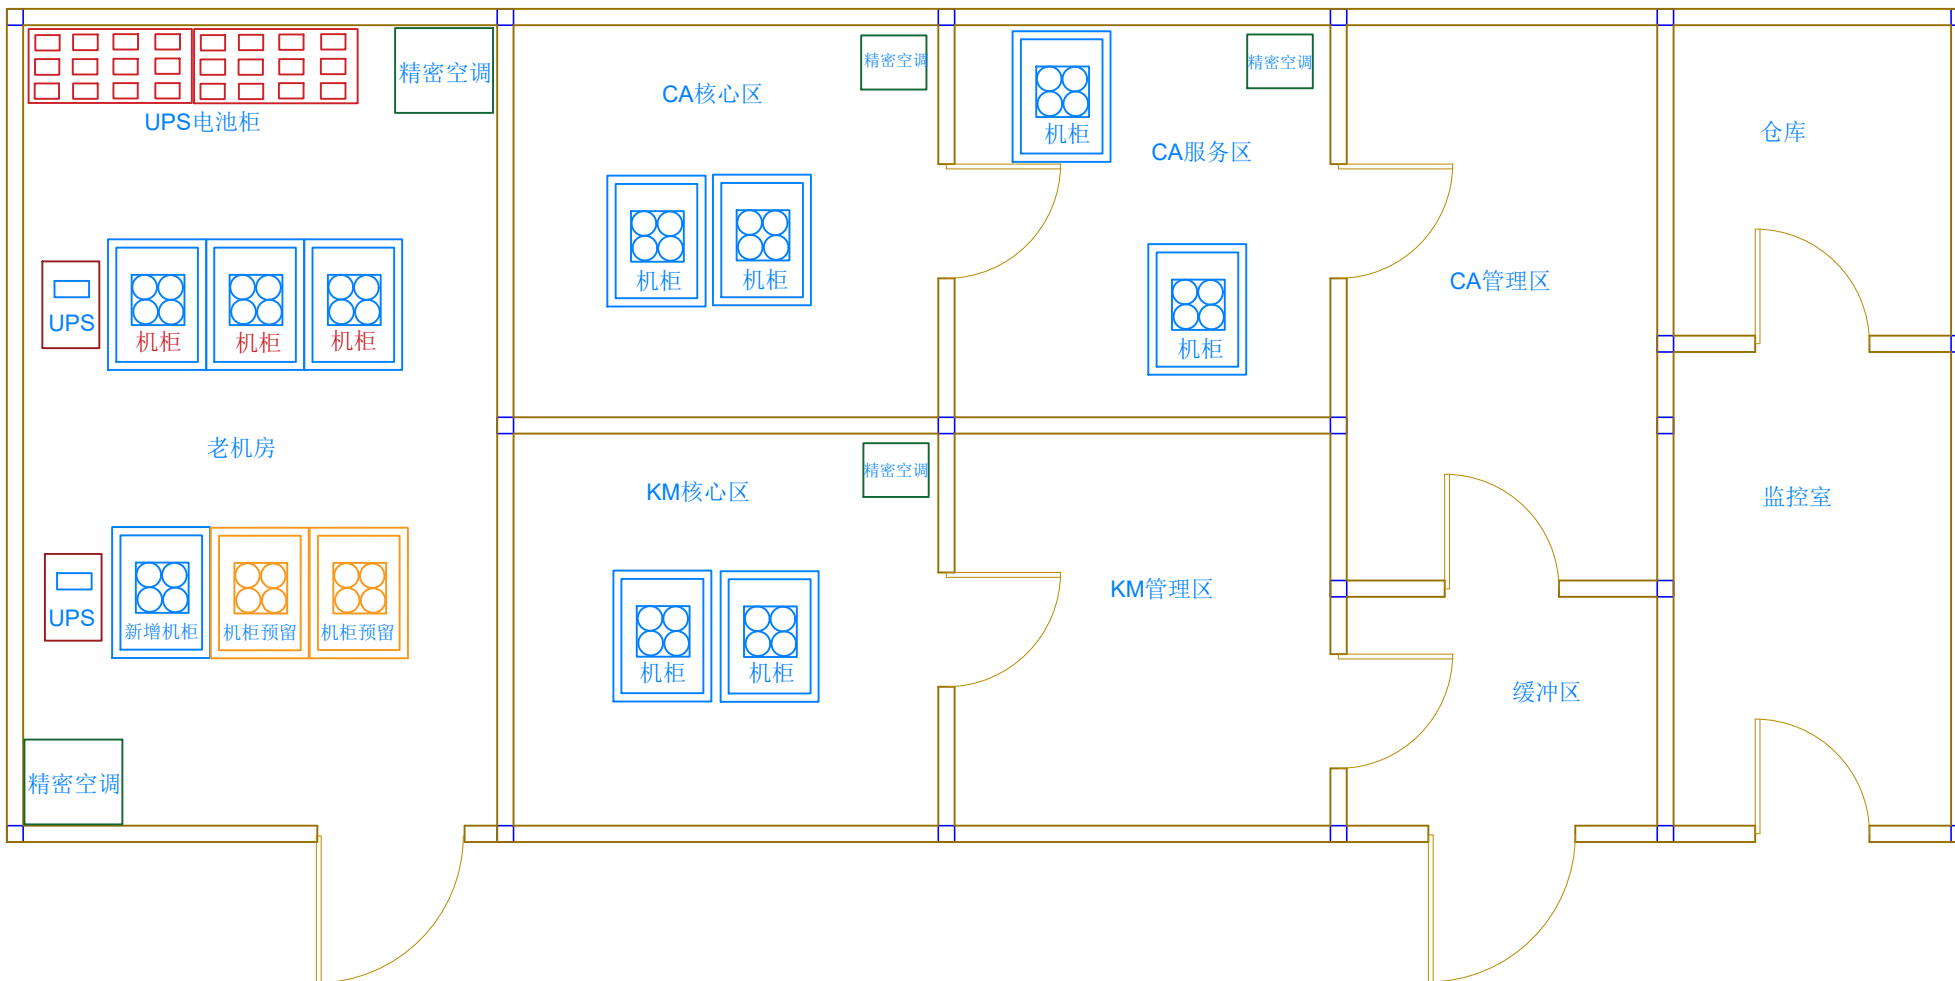 UPS电池柜
精密空调
UPS
机柜
机柜
机柜
老机房
UPS
新增机柜
机柜预留
机柜预留
精密空调
CA核心区
精密空调
机柜
机柜
KM核心区
精密空调
机柜
机柜
机柜
精密空调
CA服务区
机柜
KM管理区
CA管理区
缓冲区
仓库
监控室